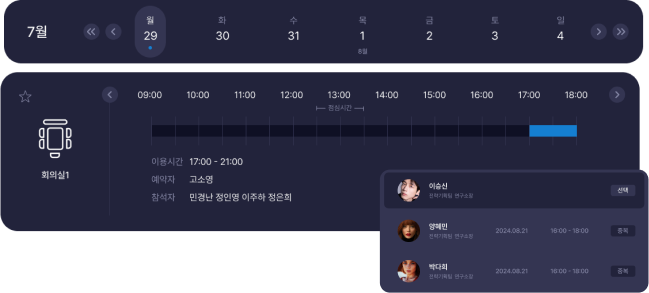 7월
월 화 수 목 금 토 일
29 30 31 1 2 3 4
8월
09:00 10:00 11:00 12:00 13:00 14:00 15:00 16:00 17:00 18:00
점심시간
회의실1
이용시간 17:00 - 21:00
예약자 고소영
참석자 민경난 정인영 이주하 정은희
이승신 선택
전략기획팀 연구소장
양혜민 2024.08.21 16:00 - 18:00 중복
전략기획팀 연구소장
박다희 2024.08.21 16:00 - 18:00 중복
전략기획팀 연구소장